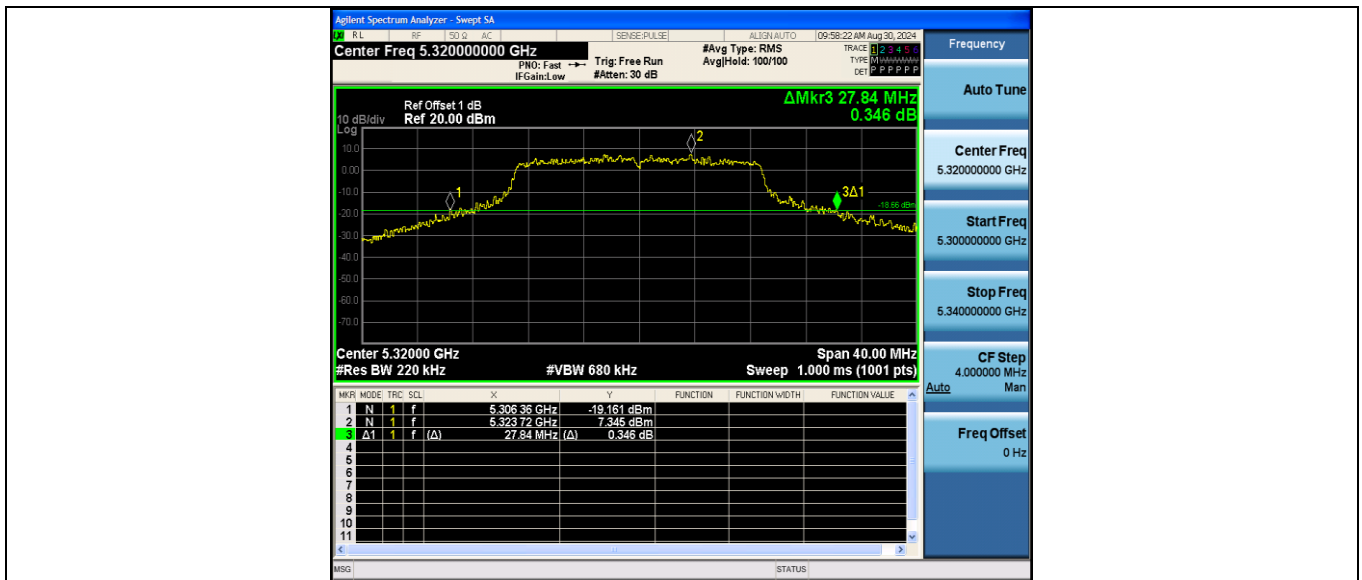 Agilent Spectrum Analyzer - Swept SA
RL RF 50 Ω AC SENSE:PULSE ALIGN AUTO 09:58:22 AM Aug 30, 2024
Center Freq 5.320000000 GHz
PNO: Fast
IFGain:Low
Trig: Free Run
#Atten: 30 dB
#Avg Type: RMS
Avg|Hold: 100/100
TRACE 1 2 3 4 5 6
TYPE M W W W W W
DET P P P P P P
Frequency
Auto Tune
Center Freq
5.320000000 GHz
Start Freq
5.300000000 GHz
Stop Freq
5.340000000 GHz
CF Step
4.000000 MHz
Auto Man
Freq Offset
0 Hz
ΔMkr3 27.84 MHz
0.346 dB
Ref Offset 1 dB
10 dB/div Ref 20.00 dBm
Log
10.0
0.00
-10.0
-20.0
-30.0
-40.0
-50.0
-60.0
-70.0
1
2
3Δ1
Center 5.32000 GHz Span 40.00 MHz
#Res BW 220 kHz #VBW 680 kHz Sweep 1.000 ms (1001 pts)
MKR MODE TRC SCL X Y FUNCTION FUNCTION WIDTH FUNCTION VALUE
1 N 1 f 5.306 36 GHz -19.161 dBm
2 N 1 f 5.323 72 GHz 7.345 dBm
3 Δ1 1 f (Δ) 27.84 MHz (Δ) 0.346 dB
4
5
6
7
8
9
10
11
MSG STATUS